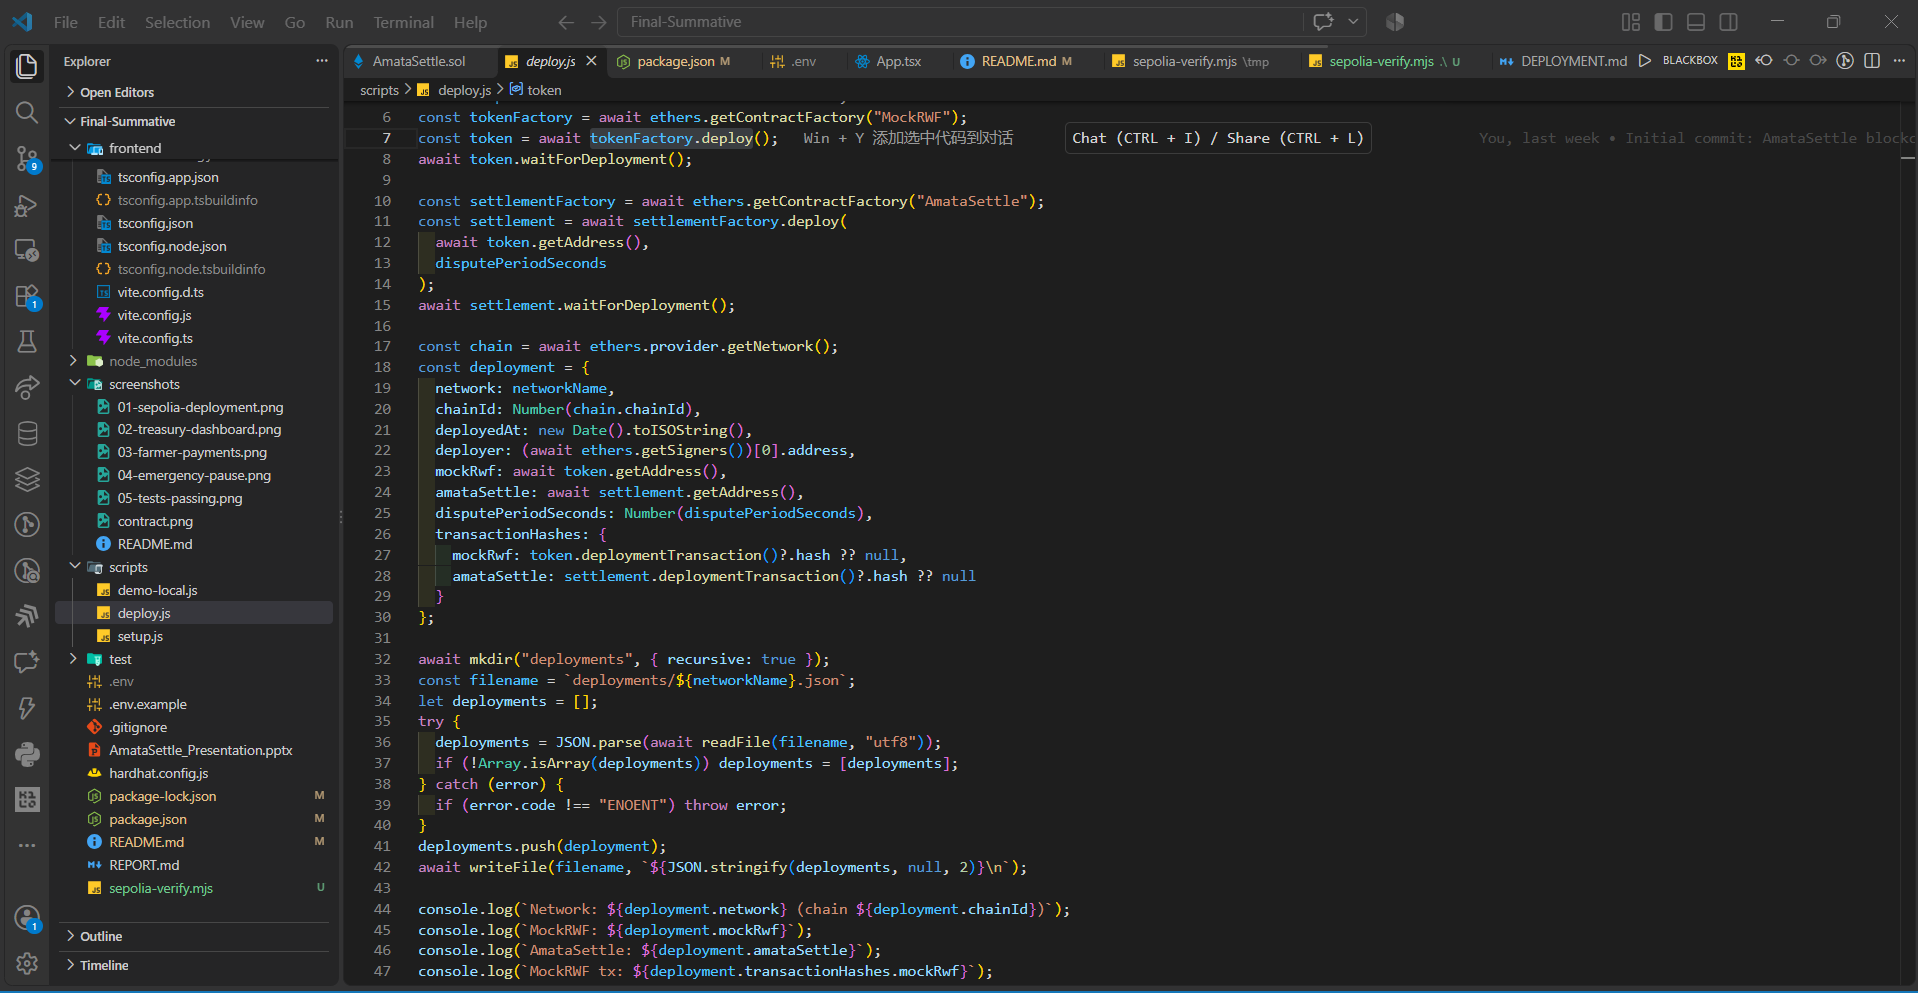 File Edit Selection View Go Run Terminal Help
Final-Summative
Explorer
Open Editors
Final-Summative
frontend
tsconfig.app.json
tsconfig.app.tsbuildinfo
tsconfig.json
tsconfig.node.json
tsconfig.node.tsbuildinfo
vite.config.d.ts
vite.config.js
vite.config.ts
node_modules
screenshots
01-sepolia-deployment.png
02-treasury-dashboard.png
03-farmer-payments.png
04-emergency-pause.png
05-tests-passing.png
contract.png
README.md
scripts
demo-local.js
deploy.js
setup.js
test
.env
.env.example
.gitignore
AmataSettle_Presentation.pptx
hardhat.config.js
package-lock.json M
package.json M
README.md M
REPORT.md
sepolia-verify.mjs U
Outline
Timeline
9
1
1
AmataSettle.sol deploy.js package.json M .env App.tsx README.md M sepolia-verify.mjs \tmp sepolia-verify.mjs .\ U DEPLOYMENT.md BLACKBOX
scripts > deploy.js > token
6 const tokenFactory = await ethers.getContractFactory("MockRWF");
7 const token = await tokenFactory.deploy(); Win + Y 添加选中代码到对话 Chat (CTRL + I) / Share (CTRL + L) You, last week • Initial commit: AmataSettle blockc
8 await token.waitForDeployment();
9
10 const settlementFactory = await ethers.getContractFactory("AmataSettle");
11 const settlement = await settlementFactory.deploy(
12 await token.getAddress(),
13 disputePeriodSeconds
14 );
15 await settlement.waitForDeployment();
16
17 const chain = await ethers.provider.getNetwork();
18 const deployment = {
19 network: networkName,
20 chainId: Number(chain.chainId),
21 deployedAt: new Date().toISOString(),
22 deployer: (await ethers.getSigners())[0].address,
23 mockRwf: await token.getAddress(),
24 amataSettle: await settlement.getAddress(),
25 disputePeriodSeconds: Number(disputePeriodSeconds),
26 transactionHashes: {
27 mockRwf: token.deploymentTransaction()?.hash ?? null,
28 amataSettle: settlement.deploymentTransaction()?.hash ?? null
29 }
30 };
31
32 await mkdir("deployments", { recursive: true });
33 const filename = `deployments/${networkName}.json`;
34 let deployments = [];
35 try {
36 deployments = JSON.parse(await readFile(filename, "utf8"));
37 if (!Array.isArray(deployments)) deployments = [deployments];
38 } catch (error) {
39 if (error.code !== "ENOENT") throw error;
40 }
41 deployments.push(deployment);
42 await writeFile(filename, `${JSON.stringify(deployments, null, 2)}\n`);
43
44 console.log(`Network: ${deployment.network} (chain ${deployment.chainId})`);
45 console.log(`MockRWF: ${deployment.mockRwf}`);
46 console.log(`AmataSettle: ${deployment.amataSettle}`);
47 console.log(`MockRWF tx: ${deployment.transactionHashes.mockRwf}`);